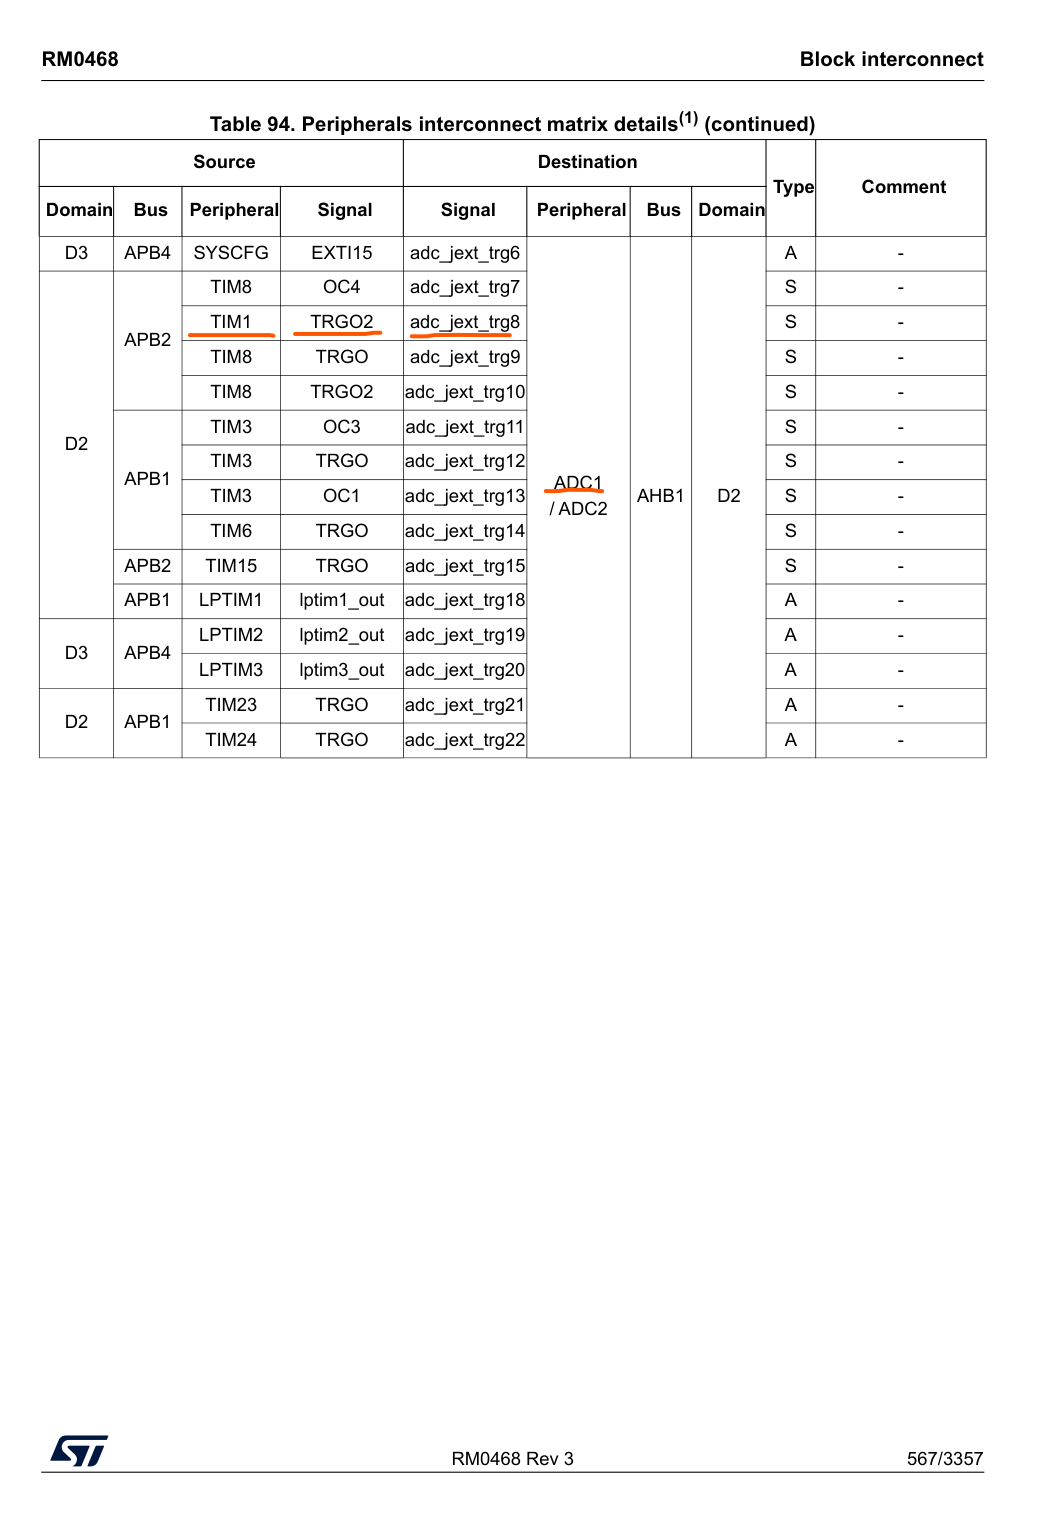 RM0468 Block interconnect
Table 94. Peripherals interconnect matrix details(1) (continued)
Source Destination Type Comment
Domain Bus Peripheral Signal Signal Peripheral Bus Domain
D3 APB4 SYSCFG EXTI15 adc_jext_trg6 ADC1 / ADC2 AHB1 D2 A -
D2 APB2 TIM8 OC4 adc_jext_trg7 S -
TIM1 TRGO2 adc_jext_trg8 S -
TIM8 TRGO adc_jext_trg9 S -
TIM8 TRGO2 adc_jext_trg10 S -
APB1 TIM3 OC3 adc_jext_trg11 S -
TIM3 TRGO adc_jext_trg12 S -
TIM3 OC1 adc_jext_trg13 S -
TIM6 TRGO adc_jext_trg14 S -
APB2 TIM15 TRGO adc_jext_trg15 S -
APB1 LPTIM1 lptim1_out adc_jext_trg18 A -
D3 APB4 LPTIM2 lptim2_out adc_jext_trg19 A -
LPTIM3 lptim3_out adc_jext_trg20 A -
D2 APB1 TIM23 TRGO adc_jext_trg21 A -
TIM24 TRGO adc_jext_trg22 A -
ST RM0468 Rev 3 567/3357